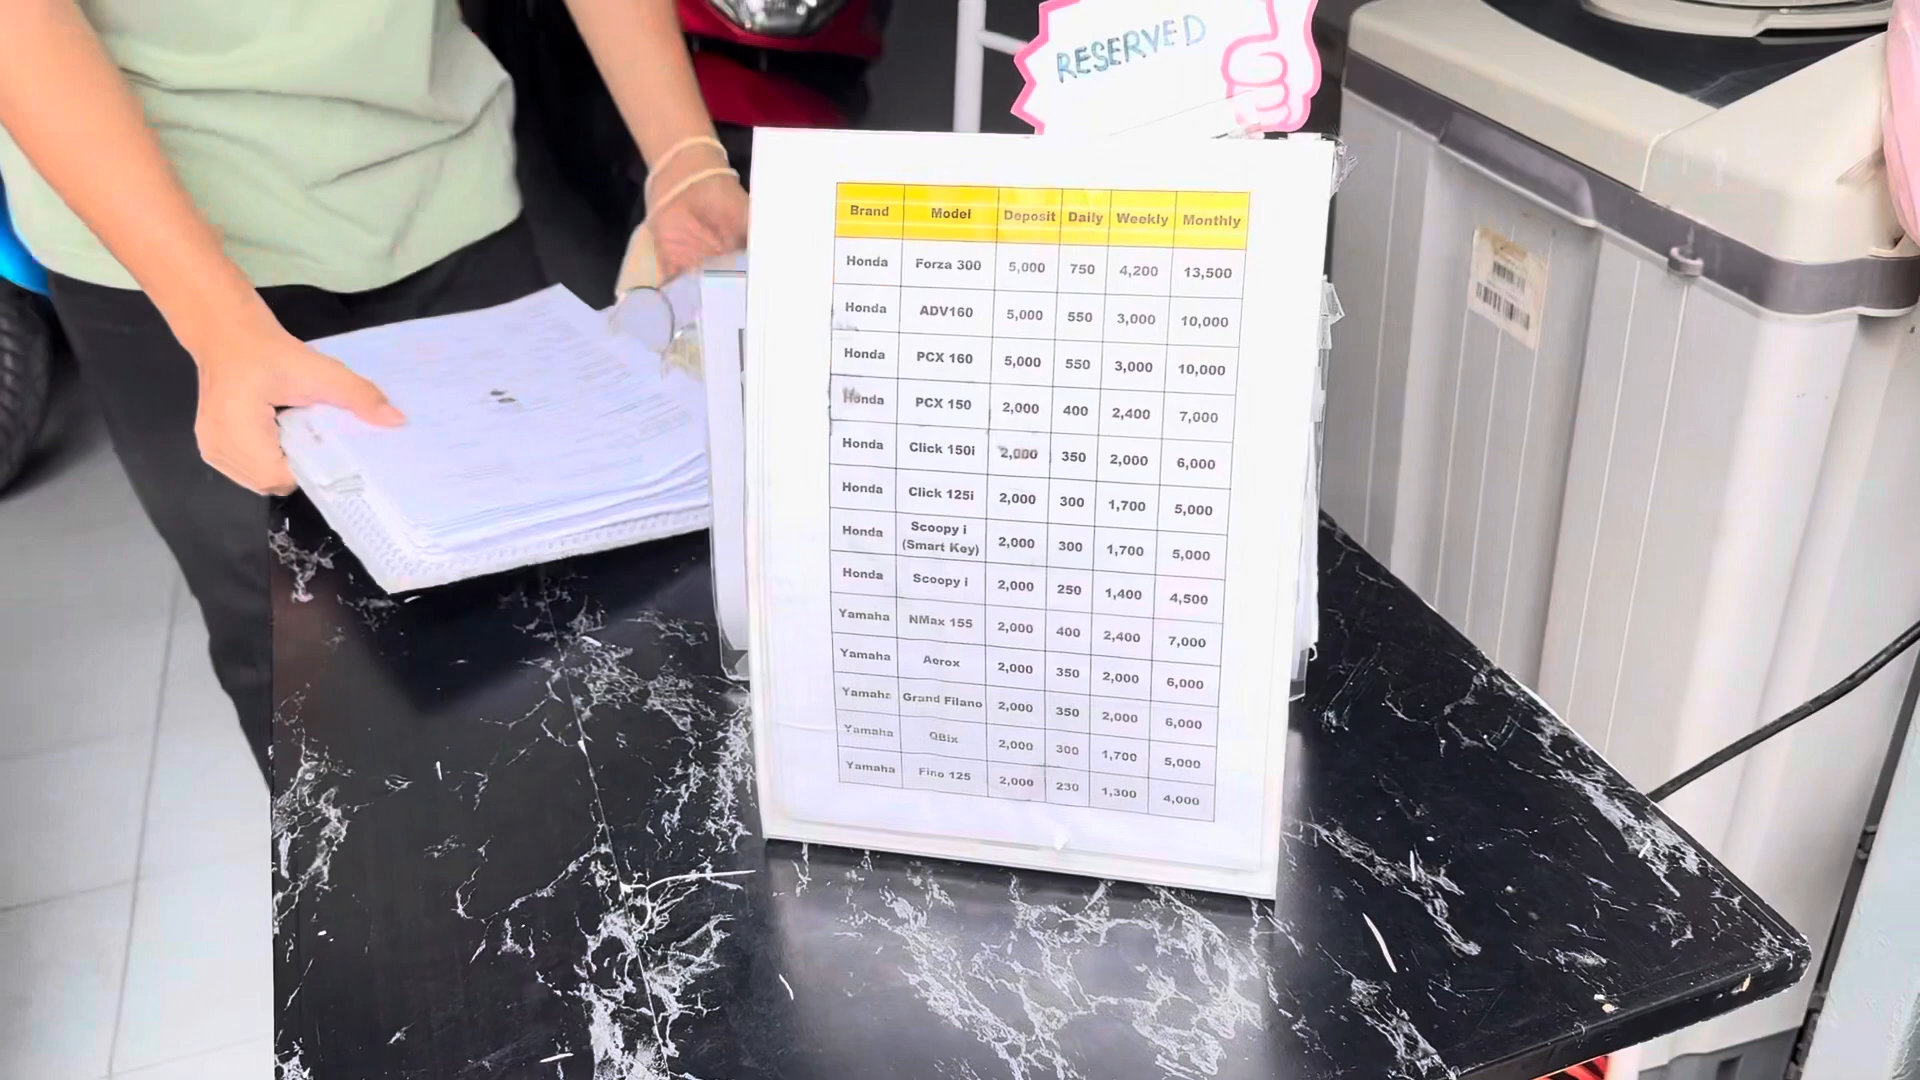 RESERVED
Brand Model Deposit Daily Weekly Monthly
Honda Forza 300 5,000 750 4,200 13,500
Honda ADV160 5,000 550 3,000 10,000
Honda PCX 160 5,000 550 3,000 10,000
Honda PCX 150 2,000 400 2,400 7,000
Honda Click 150i 2,000 350 2,000 6,000
Honda Click 125i 2,000 300 1,700 5,000
Honda Scoopy i
(Smart Key) 2,000 300 1,700 5,000
Honda Scoopy i 2,000 250 1,400 4,500
Yamaha NMax 155 2,000 400 2,400 7,000
Yamaha Aerox 2,000 350 2,000 6,000
Yamaha Grand Filano 2,000 350 2,000 6,000
Yamaha QBix 2,000 300 1,700 5,000
Yamaha Fino 125 2,000 230 1,300 4,000